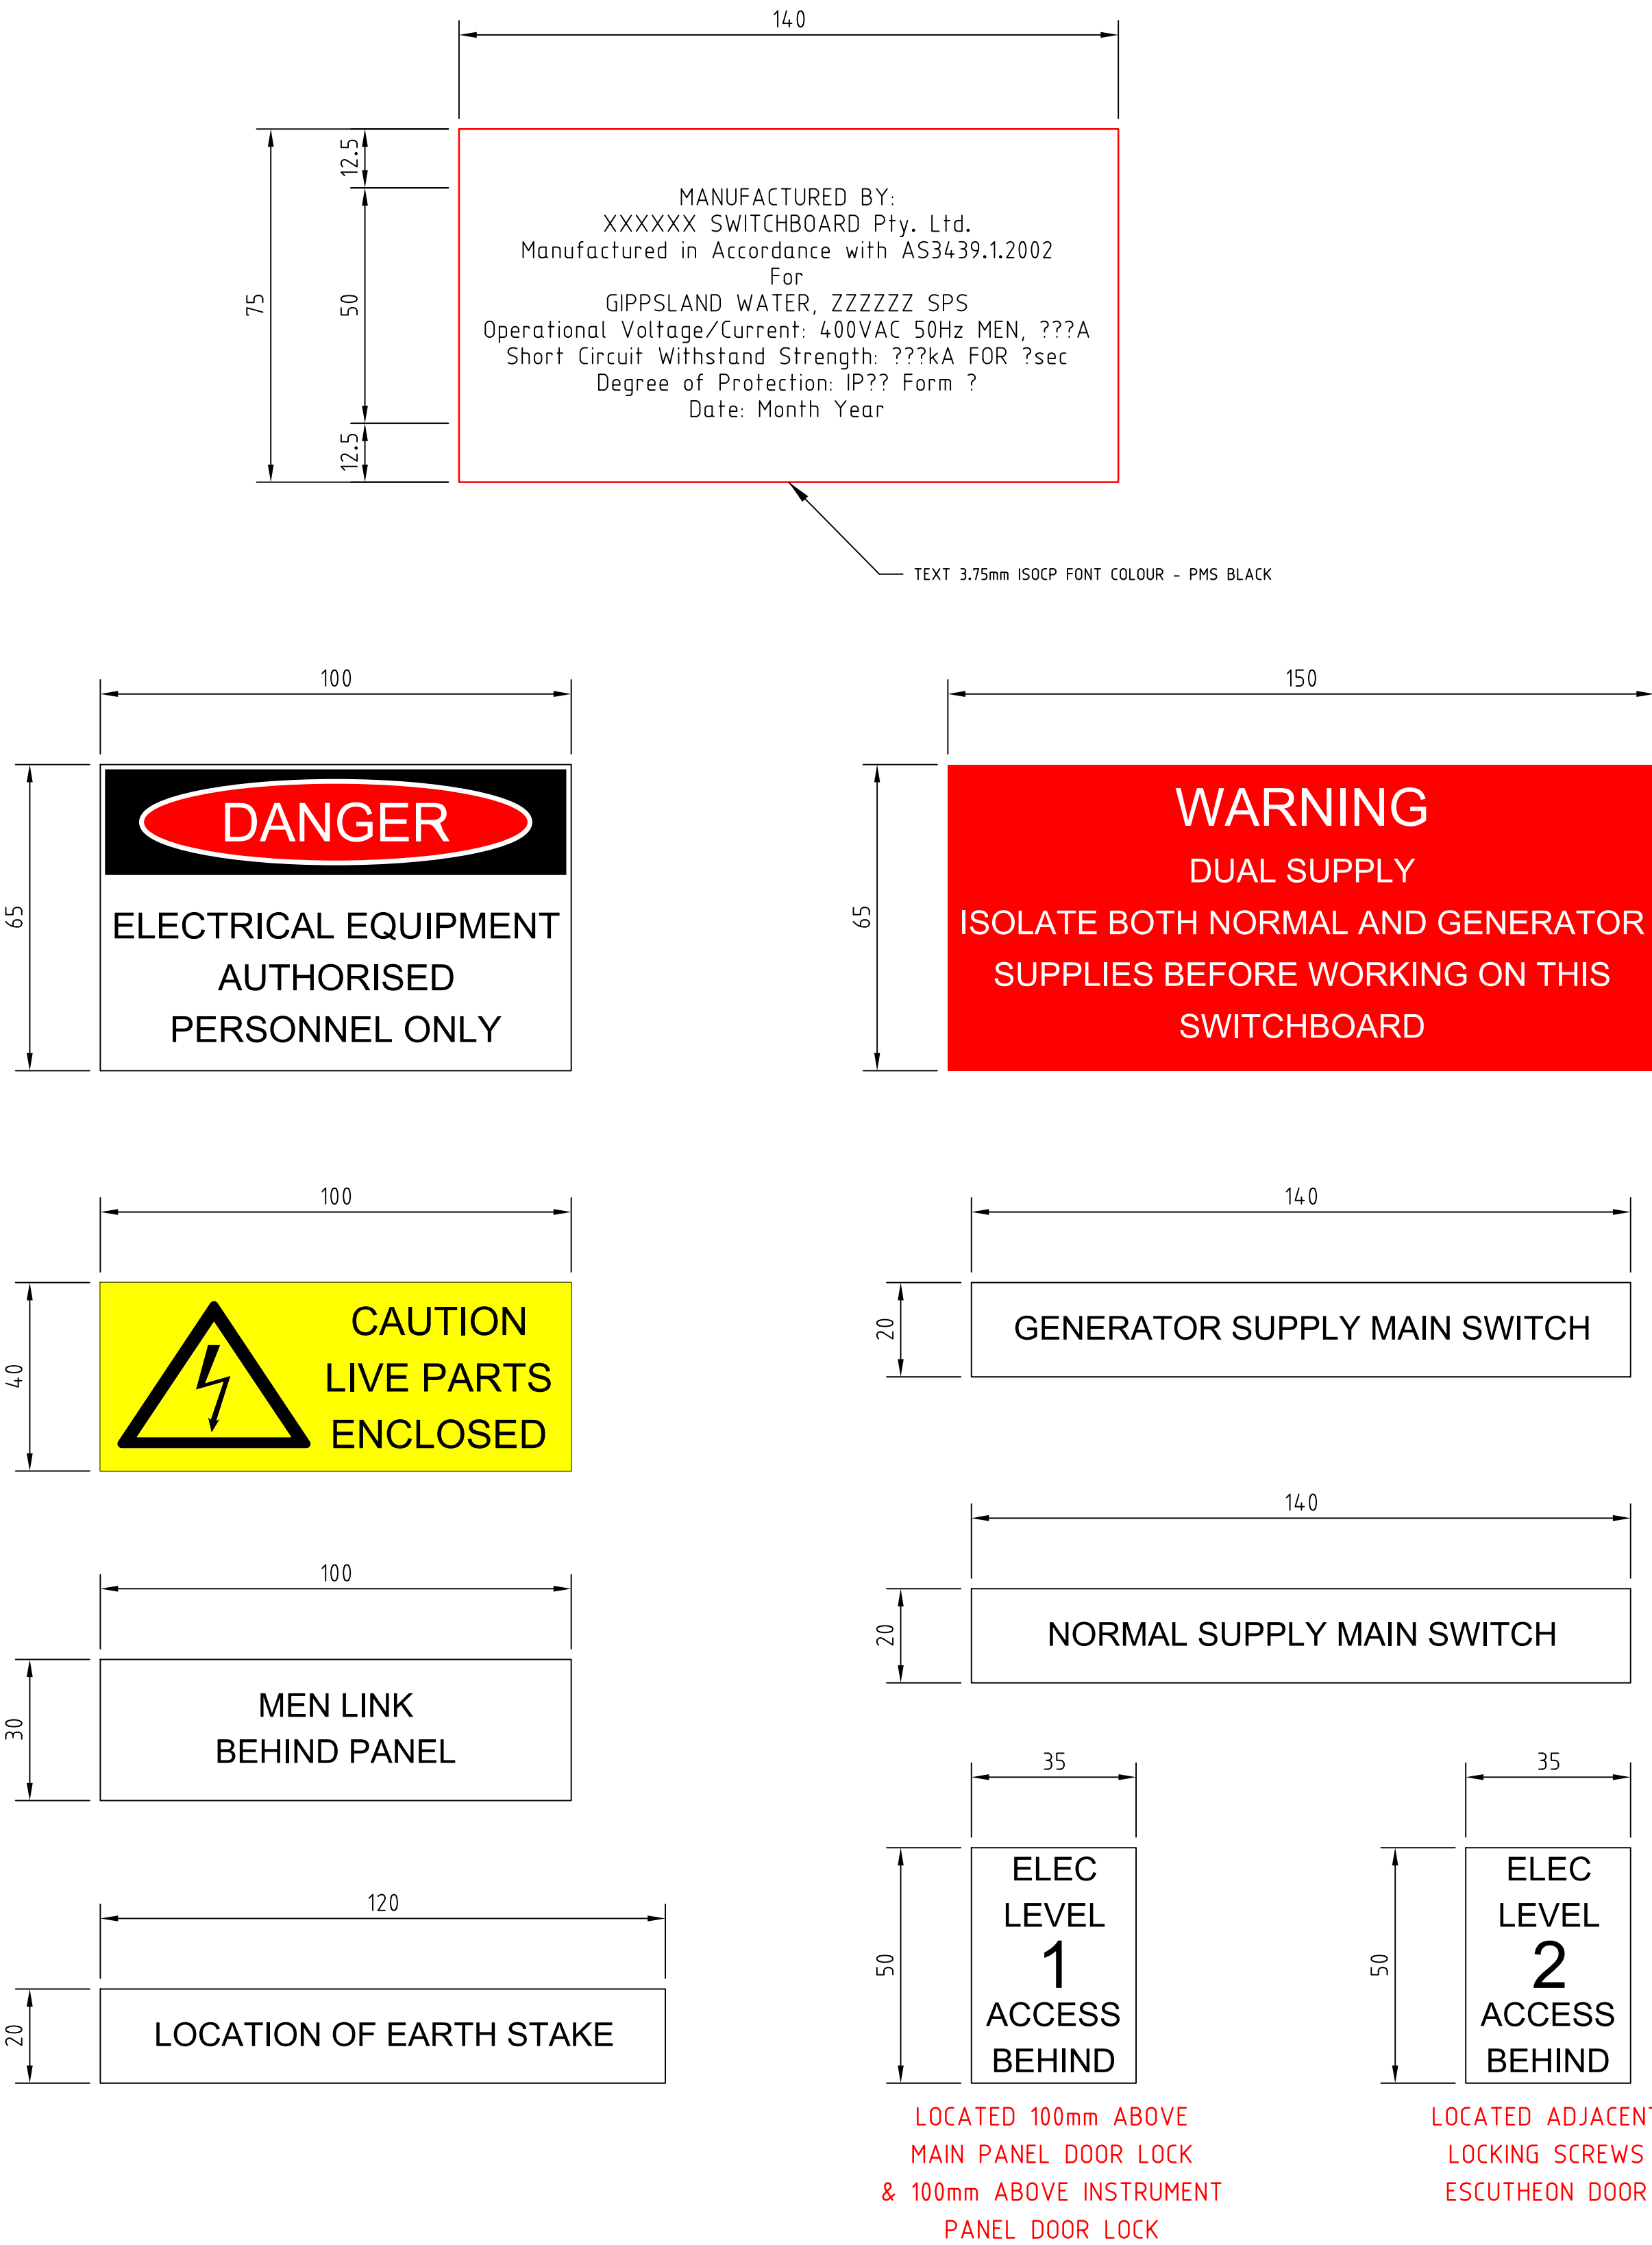 140
12.5
75
50
12.5
MANUFACTURED BY:
XXXXXX SWITCHBOARD Pty. Ltd.
Manufactured in Accordance with AS3439.1.2002
For
GIPPSLAND WATER, ZZZZZZ SPS
Operational Voltage/Current: 400VAC 50Hz MEN, ???A
Short Circuit Withstand Strength: ???kA FOR ?sec
Degree of Protection: IP?? Form ?
Date: Month Year
TEXT 3.75mm ISOCP FONT COLOUR - PMS BLACK
100
65
DANGER
ELECTRICAL EQUIPMENT
AUTHORISED
PERSONNEL ONLY
150
65
WARNING
DUAL SUPPLY
ISOLATE BOTH NORMAL AND GENERATOR
SUPPLIES BEFORE WORKING ON THIS
SWITCHBOARD
100
40
CAUTION
LIVE PARTS
ENCLOSED
140
20
GENERATOR SUPPLY MAIN SWITCH
140
20
NORMAL SUPPLY MAIN SWITCH
100
30
MEN LINK
BEHIND PANEL
120
20
LOCATION OF EARTH STAKE
35
50
ELEC
LEVEL
1
ACCESS
BEHIND
LOCATED 100mm ABOVE
MAIN PANEL DOOR LOCK
& 100mm ABOVE INSTRUMENT
PANEL DOOR LOCK
35
50
ELEC
LEVEL
2
ACCESS
BEHIND
LOCATED ADJACENT
LOCKING SCREWS
ESCUTHEON DOOR